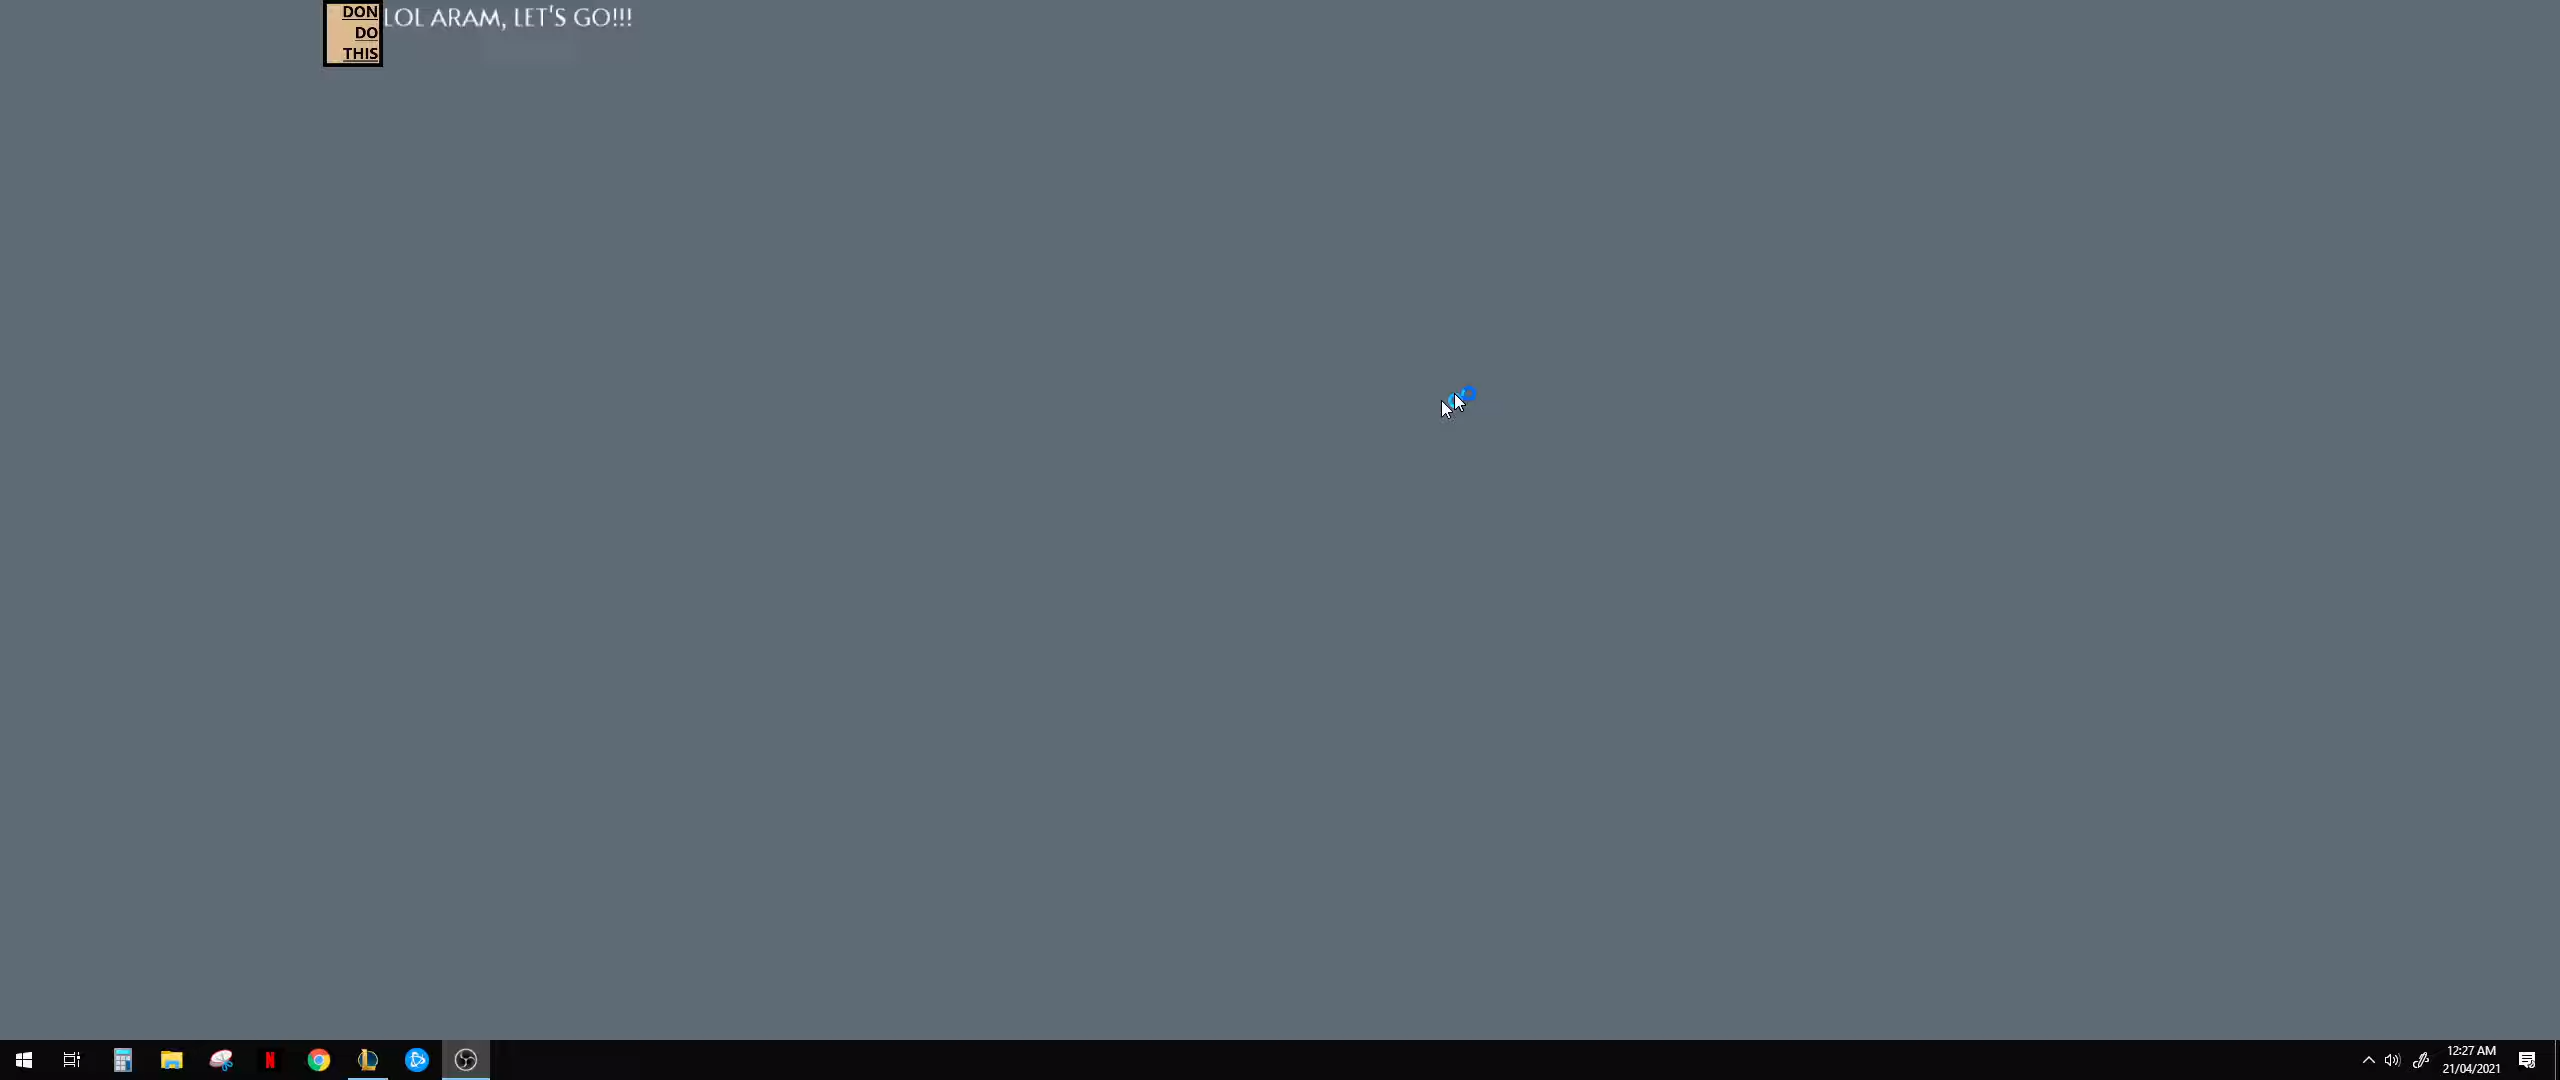 DON
DO
THIS
LOL ARAM, LET'S GO!!!
12:27 AM
21/04/2021